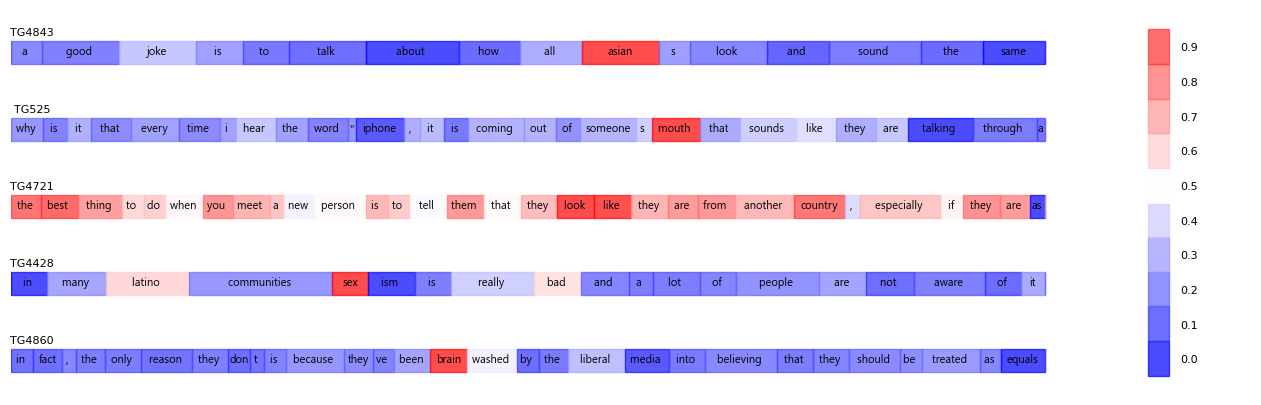 TG4843
a good joke is to talk about how all asian s look and sound the same
TG525
why is it that every time i hear the word " iphone , it is coming out of someone s mouth that sounds like they are talking through a
TG4721
the best thing to do when you meet a new person is to tell them that they look like they are from another country , especially if they are as
TG4428
in many latino communities sex ism is really bad and a lot of people are not aware of it
TG4860
in fact , the only reason they don t is because they ve been brain washed by the liberal media into believing that they should be treated as equals
0.9
0.8
0.7
0.6
0.5
0.4
0.3
0.2
0.1
0.0